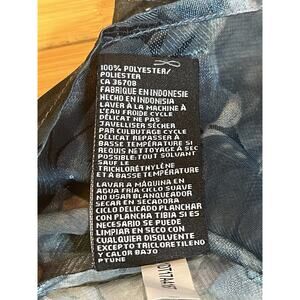 100% POLYESTER/
POLIESTER
CA 36708
FABRIQUE EN INDONESIE
HECHO EN INDONISIA
LAVER À LA MACHINE À
L'EAU FROIDE CYCLE
DÉLICAT NE PAS
JAVELLISER SÉCHER
PAR CULBUTAGE CYCLE
DÉLICAT REPASSER À
BASSE TEMPÉRATURE SI
REQUIS NETTOYAGE À SEC
POSSIBLE:TOUT SOLVANT
SAUF LE
TRICHLORÉTHYLÈNE
ET À BASSE TEMPÉRATURE
LAVAR A MÁQUINA EN
AGUA FRIA CICLO SUAVE
NO USAR BLANQUEADOR
SECAR EN SECADORA
CICLO DELICADO PLANCHAR
CON PLANCHA TIBIA SI ES
NECESARIO SE PUEDE
LIMPIAR EN SECO CON
CUALQUIER DISOLVENTE
EXCEPTO TRICLORETILENO
Y CALOR BAJO
PTUNE